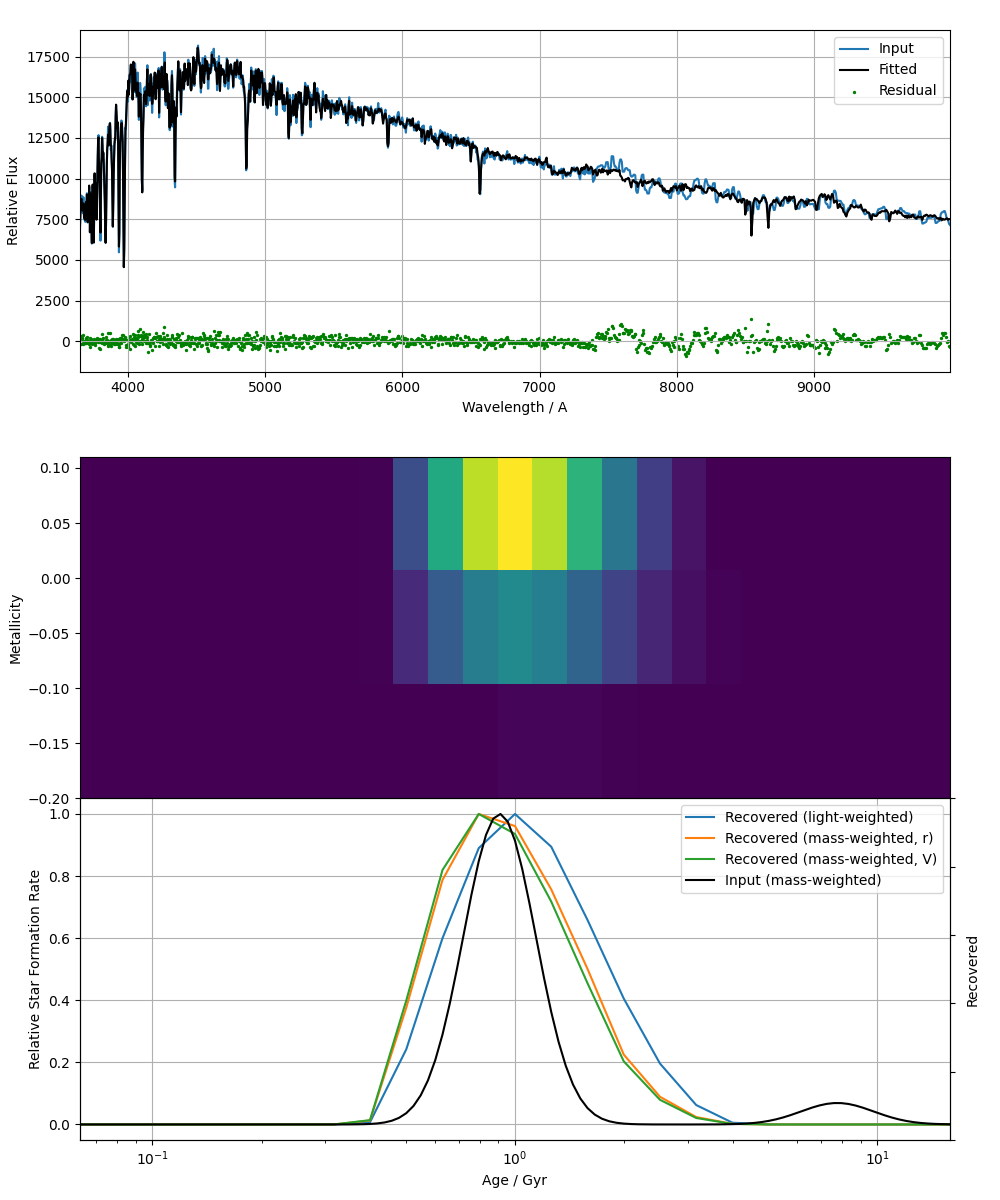 17500
15000
12500
10000
7500
5000
2500
0
Relative Flux
Input
Fitted
Residual
4000
5000
6000
7000
8000
9000
Wavelength / A
0.10
0.05
0.00
−0.05
−0.10
−0.15
−0.20
Metallicity
1.0
0.8
0.6
0.4
0.2
0.0
Relative Star Formation Rate
Recovered (light-weighted)
Recovered (mass-weighted, r)
Recovered (mass-weighted, V)
Input (mass-weighted)
Recovered
10⁻¹
10⁰
10¹
Age / Gyr